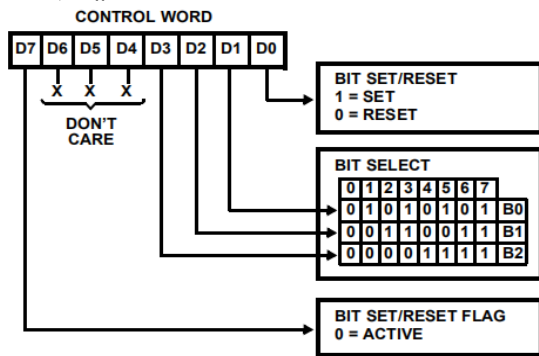 CONTROL WORD
D7 D6 D5 D4 D3 D2 D1 D0
X X X
DON'T
CARE
BIT SET/RESET
1 = SET
0 = RESET
BIT SELECT
0 1 2 3 4 5 6 7
0 1 0 1 0 1 0 1 B0
0 0 1 1 0 0 1 1 B1
0 0 0 0 1 1 1 1 B2
BIT SET/RESET FLAG
0 = ACTIVE